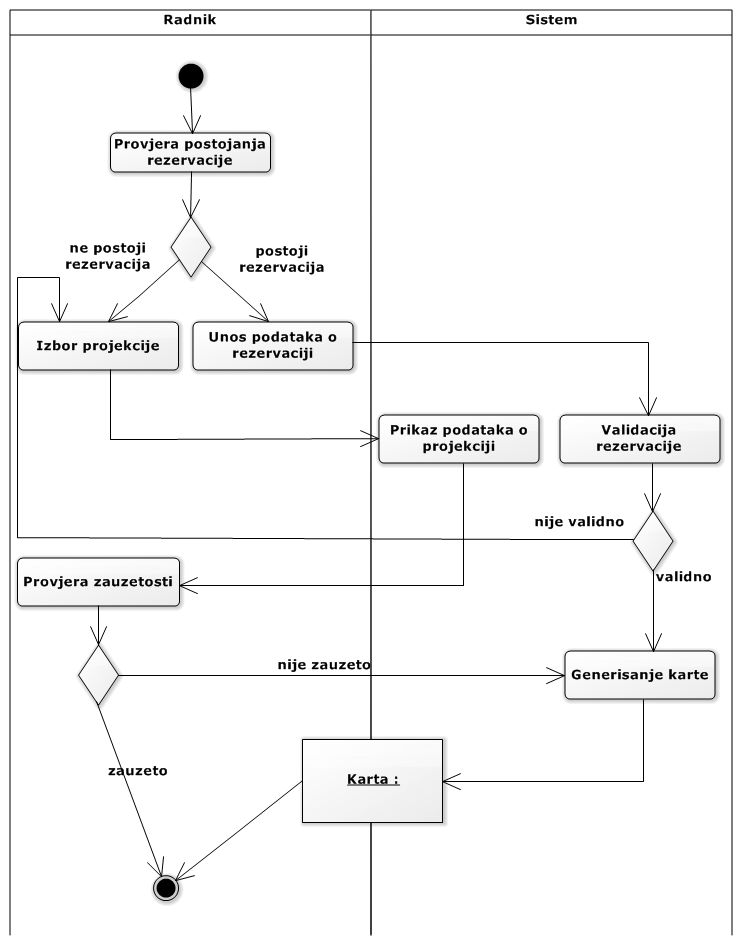 Radnik
Sistem
Provjera postojanja
rezervacije
ne postoji
rezervacija
postoji
rezervacija
Izbor projekcije
Unos podataka o
rezervaciji
Prikaz podataka o
projekciji
Validacija
rezervacije
nije validno
validno
Provjera zauzetosti
nije zauzeto
Generisanje karte
zauzeto
Karta :